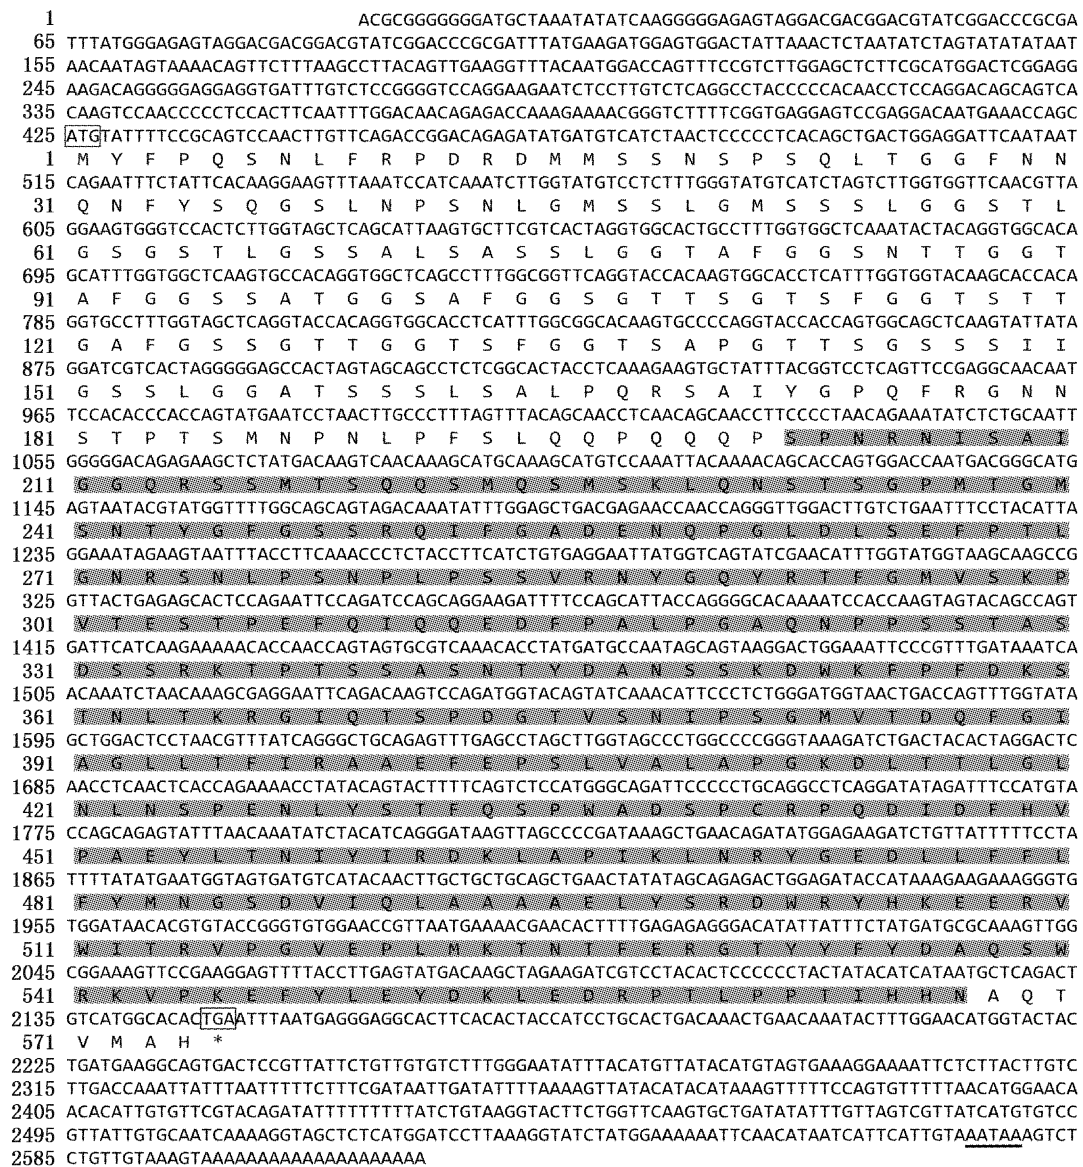 1 ACGCGGGGGGGATGCTAAATATATCAAGGGGGAGAGTAGGACGACGGACGTATCGGACCCGCGA
65 TTTATGGGAGAGTAGGACGACGGACGTATCGGACCCGCGATTTATGAAGATGGAGTGGACTATTAAACTCTAATATCTAGTATATATAAT
155 AACAATAGTAAAACAGTTCTTTAAGCCTTACAGTTGAAGGTTTACAATGGACCAGTTTCCGTCTTGGAGCTCTTCGCATGGACTCGGAGG
245 AAGACAGGGGGAGGAGGTGATTTGTCTCCGGGGTCCAGGAAGAATCTCCTTGTCTCAGGCCTACCCCCACAACCTCCAGGACAGCAGTCA
335 CAAGTCCAACCCCCTCCACTTCAATTTGGACAACAGAGACCAAAGAAAACGGGTCTTTTCGGTGAGGAGTCCGAGGACAATGAAACCAGC
425 ATGTATTTTCCGCAGTCCAACTTGTTCAGACCGGACAGAGATATGATGTCATCTAACTCCCCCTCACAGCTGACTGGAGGATTCAATAAT
1 M Y F P Q S N L F R P D R D M M S S N S P S Q L T G G F N N
515 CAGAATTTCTATTCACAAGGAAGTTTAAATCCATCAAATCTTGGTATGTCCTCTTTGGGTATGTCATCTAGTCTTGGTGGTTCAACGTTA
31 Q N F Y S Q G S L N P S N L G M S S L G M S S S L G G S T L
605 GGAAGTGGGTCCACTCTTGGTAGCTCAGCATTAAGTGCTTCGTCACTAGGTGGCACTGCCTTTGGTGGCTCAAATACTACAGGTGGCACA
61 G S G S T L G S S A L S A S S L G G T A F G G S N T T G G T
695 GCATTTGGTGGCTCAAGTGCCACAGGTGGCTCAGCCTTTGGCGGTTCAGGTACCACAAGTGGCACCTCATTTGGTGGTACAAGCACCACA
91 A F G G S S A T G G S A F G G S G T T S G T S F G G T S T T
785 GGTGCCTTTGGTAGCTCAGGTACCACAGGTGGCACCTCATTTGGCGGCACAAGTGCCCCAGGTACCACCAGTGGCAGCTCAAGTATTATA
121 G A F G S S G T T G G T S F G G T S A P G T T S G S S S I I
875 GGATCGTCACTAGGGGGAGCCACTAGTAGCAGCCTCTCGGCACTACCTCAAAGAAGTGCTATTTACGGTCCTCAGTTCCGAGGCAACAAT
151 G S S L G G A T S S S L S A L P Q R S A I Y G P Q F R G N N
965 TCCACACCCACCAGTATGAATCCTAACTTGCCCTTTAGTTTACAGCAACCTCAACAGCAACCTTCCCCTAACAGAAATATCTCTGCAATT
181 S T P T S M N P N L P F S L Q Q P Q Q Q P S P N R N I S A I
1055 GGGGGACAGAGAAGCTCTATGACAAGTCAACAAAGCATGCAAAGCATGTCCAAATTACAAAACAGCACCAGTGGACCAATGACGGGCATG
211 G G Q R S S M T S Q Q S M Q S M S K L Q N S T S G P M T G M
1145 AGTAATACGTATGGTTTTGGCAGCAGTAGACAAATATTTGGAGCTGACGAGAACCAACCAGGGTTGGACTTGTCTGAATTTCCTACATTA
241 S N T Y G F G S S R Q I F G A D E N Q P G L D L S E F P T L
1235 GGAAATAGAAGTAATTTACCTTCAAACCCTCTACCTTCATCTGTGAGGAATTATGGTCAGTATCGAACATTTGGTATGGTAAGCAAGCCG
271 G N R S N L P S N P L P S S V R N Y G Q Y R T F G M V S K P
325 GTTACTGAGAGCACTCCAGAATTCCAGATCCAGCAGGAAGATTTTCCAGCATTACCAGGGGCACAAAATCCACCAAGTAGTACAGCCAGT
301 V T E S T P E F Q I Q Q E D F P A L P G A Q N P P S S T A S
1415 GATTCATCAAGAAAAACACCAACCAGTAGTGCGTCAAACACCTATGATGCCAATAGCAGTAAGGACTGGAAATTCCCGTTTGATAAATCA
331 D S S R K T P T S S A S N T Y D A N S S K D W K F P F D K S
1505 ACAAATCTAACAAAGCGAGGAATTCAGACAAGTCCAGATGGTACAGTATCAAACATTCCCTCTGGGATGGTAACTGACCAGTTTGGTATA
361 T N L T K R G I Q T S P D G T V S N I P S G M V T D Q F G I
1595 GCTGGACTCCTAACGTTTATCAGGGCTGCAGAGTTTGAGCCTAGCTTGGTAGCCCTGGCCCCGGGTAAAGATCTGACTACACTAGGACTC
391 A G L L T F I R A A E F E P S L V A L A P G K D L T T L G L
1685 AACCTCAACTCACCAGAAAACCTATACAGTACTTTTCAGTCTCCATGGGCAGATTCCCCCTGCAGGCCTCAGGATATAGATTTCCATGTA
421 N L N S P E N L Y S T F Q S P W A D S P C R P Q D I D F H V
1775 CCAGCAGAGTATTTAACAAATATCTACATCAGGGATAAGTTAGCCCCGATAAAGCTGAACAGATATGGAGAAGATCTGTTATTTTTCCTA
451 P A E Y L T N I Y I R D K L A P I K L N R Y G E D L L F F L
1865 TTTTATATGAATGGTAGTGATGTCATACAACTTGCTGCTGCAGCTGAACTATATAGCAGAGACTGGAGATACCATAAAGAAGAAAGGGTG
481 F Y M N G S D V I Q L A A A A E L Y S R D W R Y H K E E R V
1955 TGGATAACACGTGTACCGGGTGTGGAACCGTTAATGAAAACGAACACTTTTGAGAGAGGGACATATTATTTCTATGATGCGCAAAGTTGG
511 W I T R V P G V E P L M K T N T F E R G T Y Y F Y D A Q S W
2045 CGGAAAGTTCCGAAGGAGTTTTACCTTGAGTATGACAAGCTAGAAGATCGTCCTACACTCCCCCCTACTATACATCATAATGCTCAGACT
541 R K V P K E F Y L E Y D K L E D R P T L P P T I H H N A Q T
2135 GTCATGGCACACTGAATTTAATGAGGGAGGCACTTCACACTACCATCCTGCACTGACAAACTGAACAAATACTTTGGAACATGGTACTAC
571 V M A H *
2225 TGATGAAGGCAGTGACTCCGTTATTCTGTTGTGTCTTTGGGAATATTTACATGTTATACATGTAGTGAAAGGAAAATTCTCTTACTTGTC
2315 TTGACCAAATTATTTAATTTTTCTTTCGATAATTGATATTTTAAAAGTTATACATACATAAAGTTTTTCCAGTGTTTTTAACATGGAACA
2405 ACACATTGTGTTCGTACAGATATTTTTTTTTATCTGTAAGGTACTTCTGGTTCAAGTGCTGATATATTTGTTAGTCGTTATCATGTGTCC
2495 GTTATTGTGCAATCAAAAGGTAGCTCTCATGGATCCTTAAAGGTATCTATGGAAAAAATTCAACATAATCATTCATTGTAAATAAAGTCT
2585 CTGTTGTAAAGTAAAAAAAAAAAAAAAAAAAA